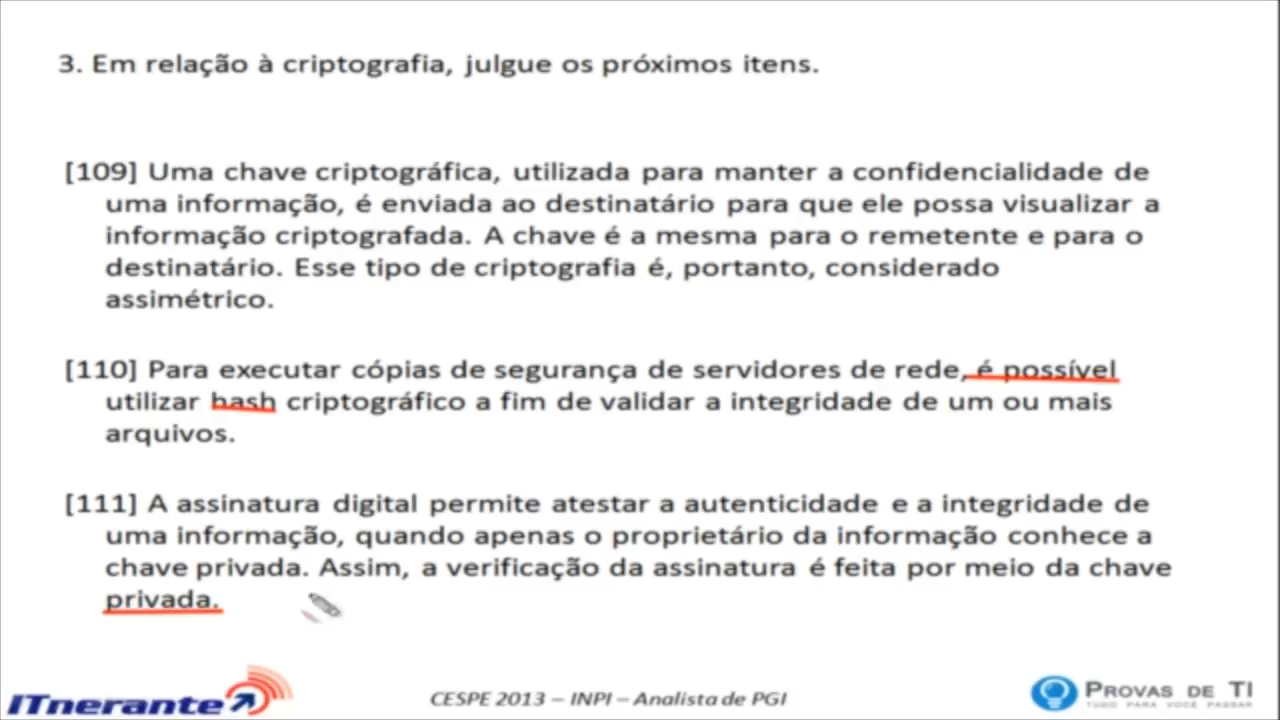 3. Em relação à criptografia, julgue os próximos itens.
[109] Uma chave criptográfica, utilizada para manter a confidencialidade de
uma informação, é enviada ao destinatário para que ele possa visualizar a
informação criptografada. A chave é a mesma para o remetente e para o
destinatário. Esse tipo de criptografia é, portanto, considerado
assimétrico.
[110] Para executar cópias de segurança de servidores de rede, é possível
utilizar hash criptográfico a fim de validar a integridade de um ou mais
arquivos.
[111] A assinatura digital permite atestar a autenticidade e a integridade de
uma informação, quando apenas o proprietário da informação conhece a
chave privada. Assim, a verificação da assinatura é feita por meio da chave
privada.
ITnerante
CESPE 2013 – INPI – Analista de PGI
PROVAS DE TI
TUDO PARA VOCÊ PASSAR